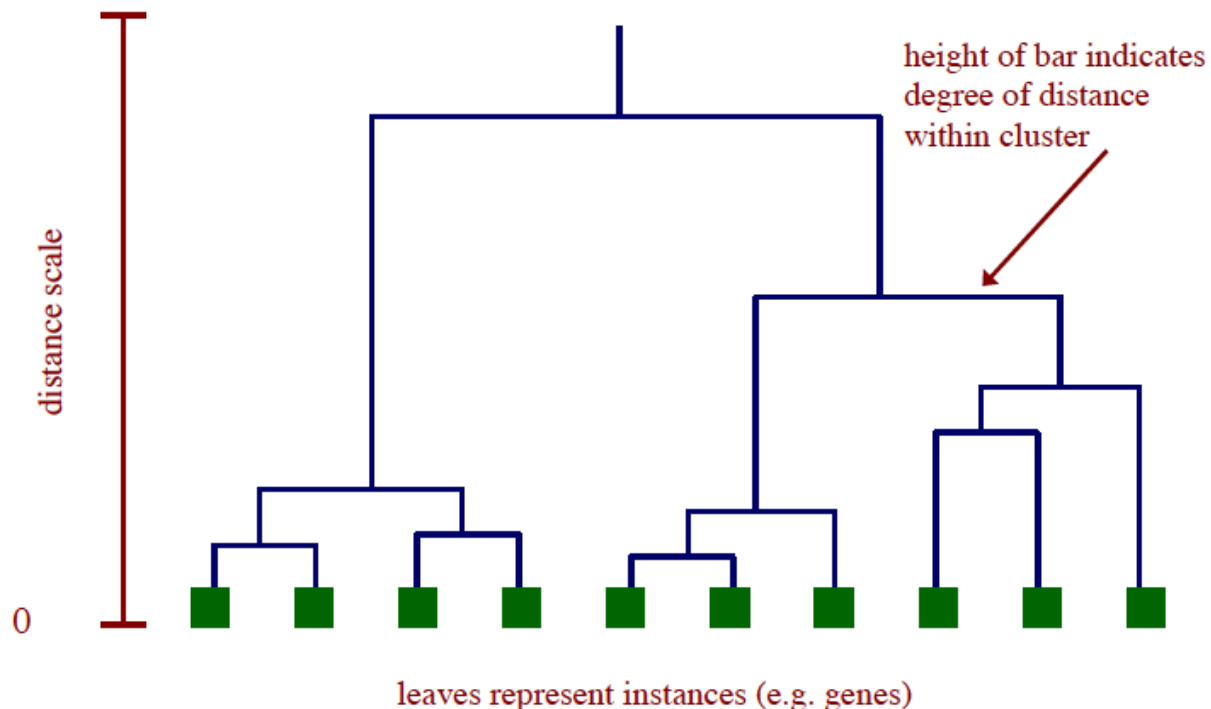 height of bar indicates
degree of distance
within cluster
distance scale
0
leaves represent instances (e.g. genes)